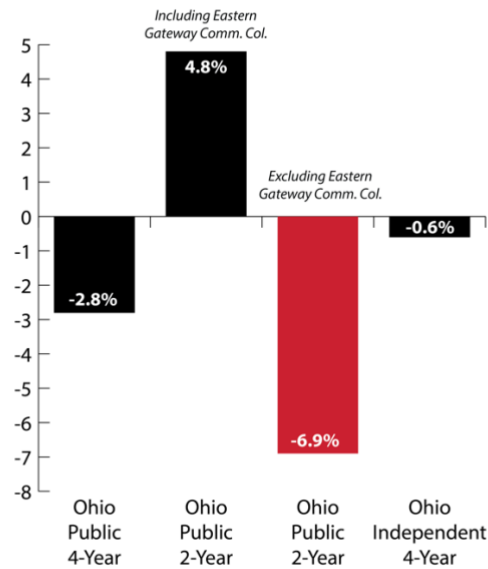 Including Eastern
Gateway Comm. Col.
5
4
3
2
1
0
-1
-2
-3
-4
-5
-6
-7
-8
4.8%
Excluding Eastern
Gateway Comm. Col.
-2.8%
-6.9%
-0.6%
Ohio
Public
4-Year
Ohio
Public
2-Year
Ohio
Public
2-Year
Ohio
Independent
4-Year